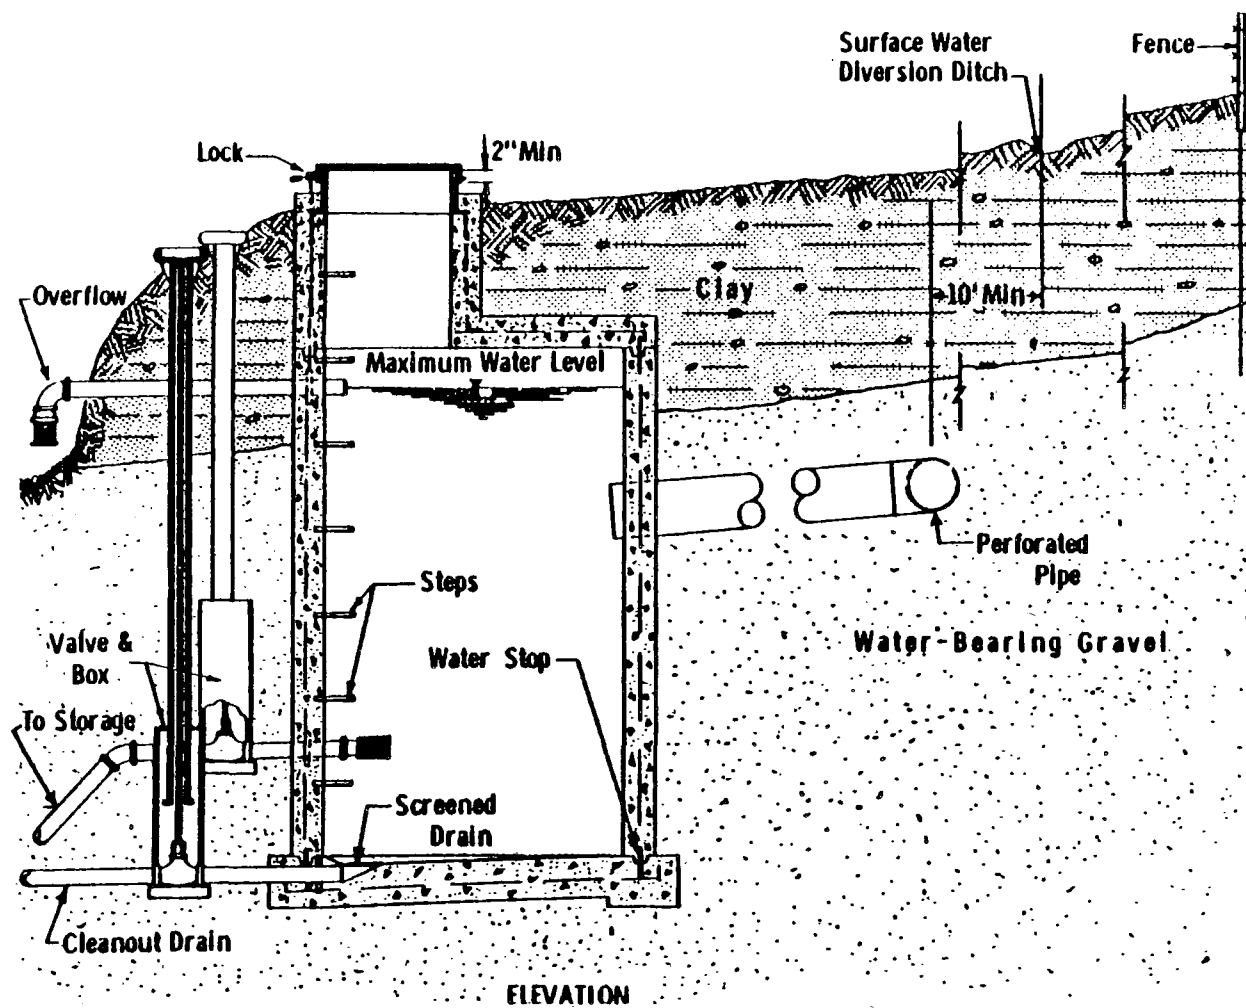 Surface Water
Diversion Ditch
Fence
Lock
2" Min
Overflow
Clay
10' Min
Maximum Water Level
Perforated
Pipe
Steps
Valve &
Box
Water Stop
Water-Bearing Gravel
To Storage
Screened
Drain
Cleanout Drain
ELEVATION